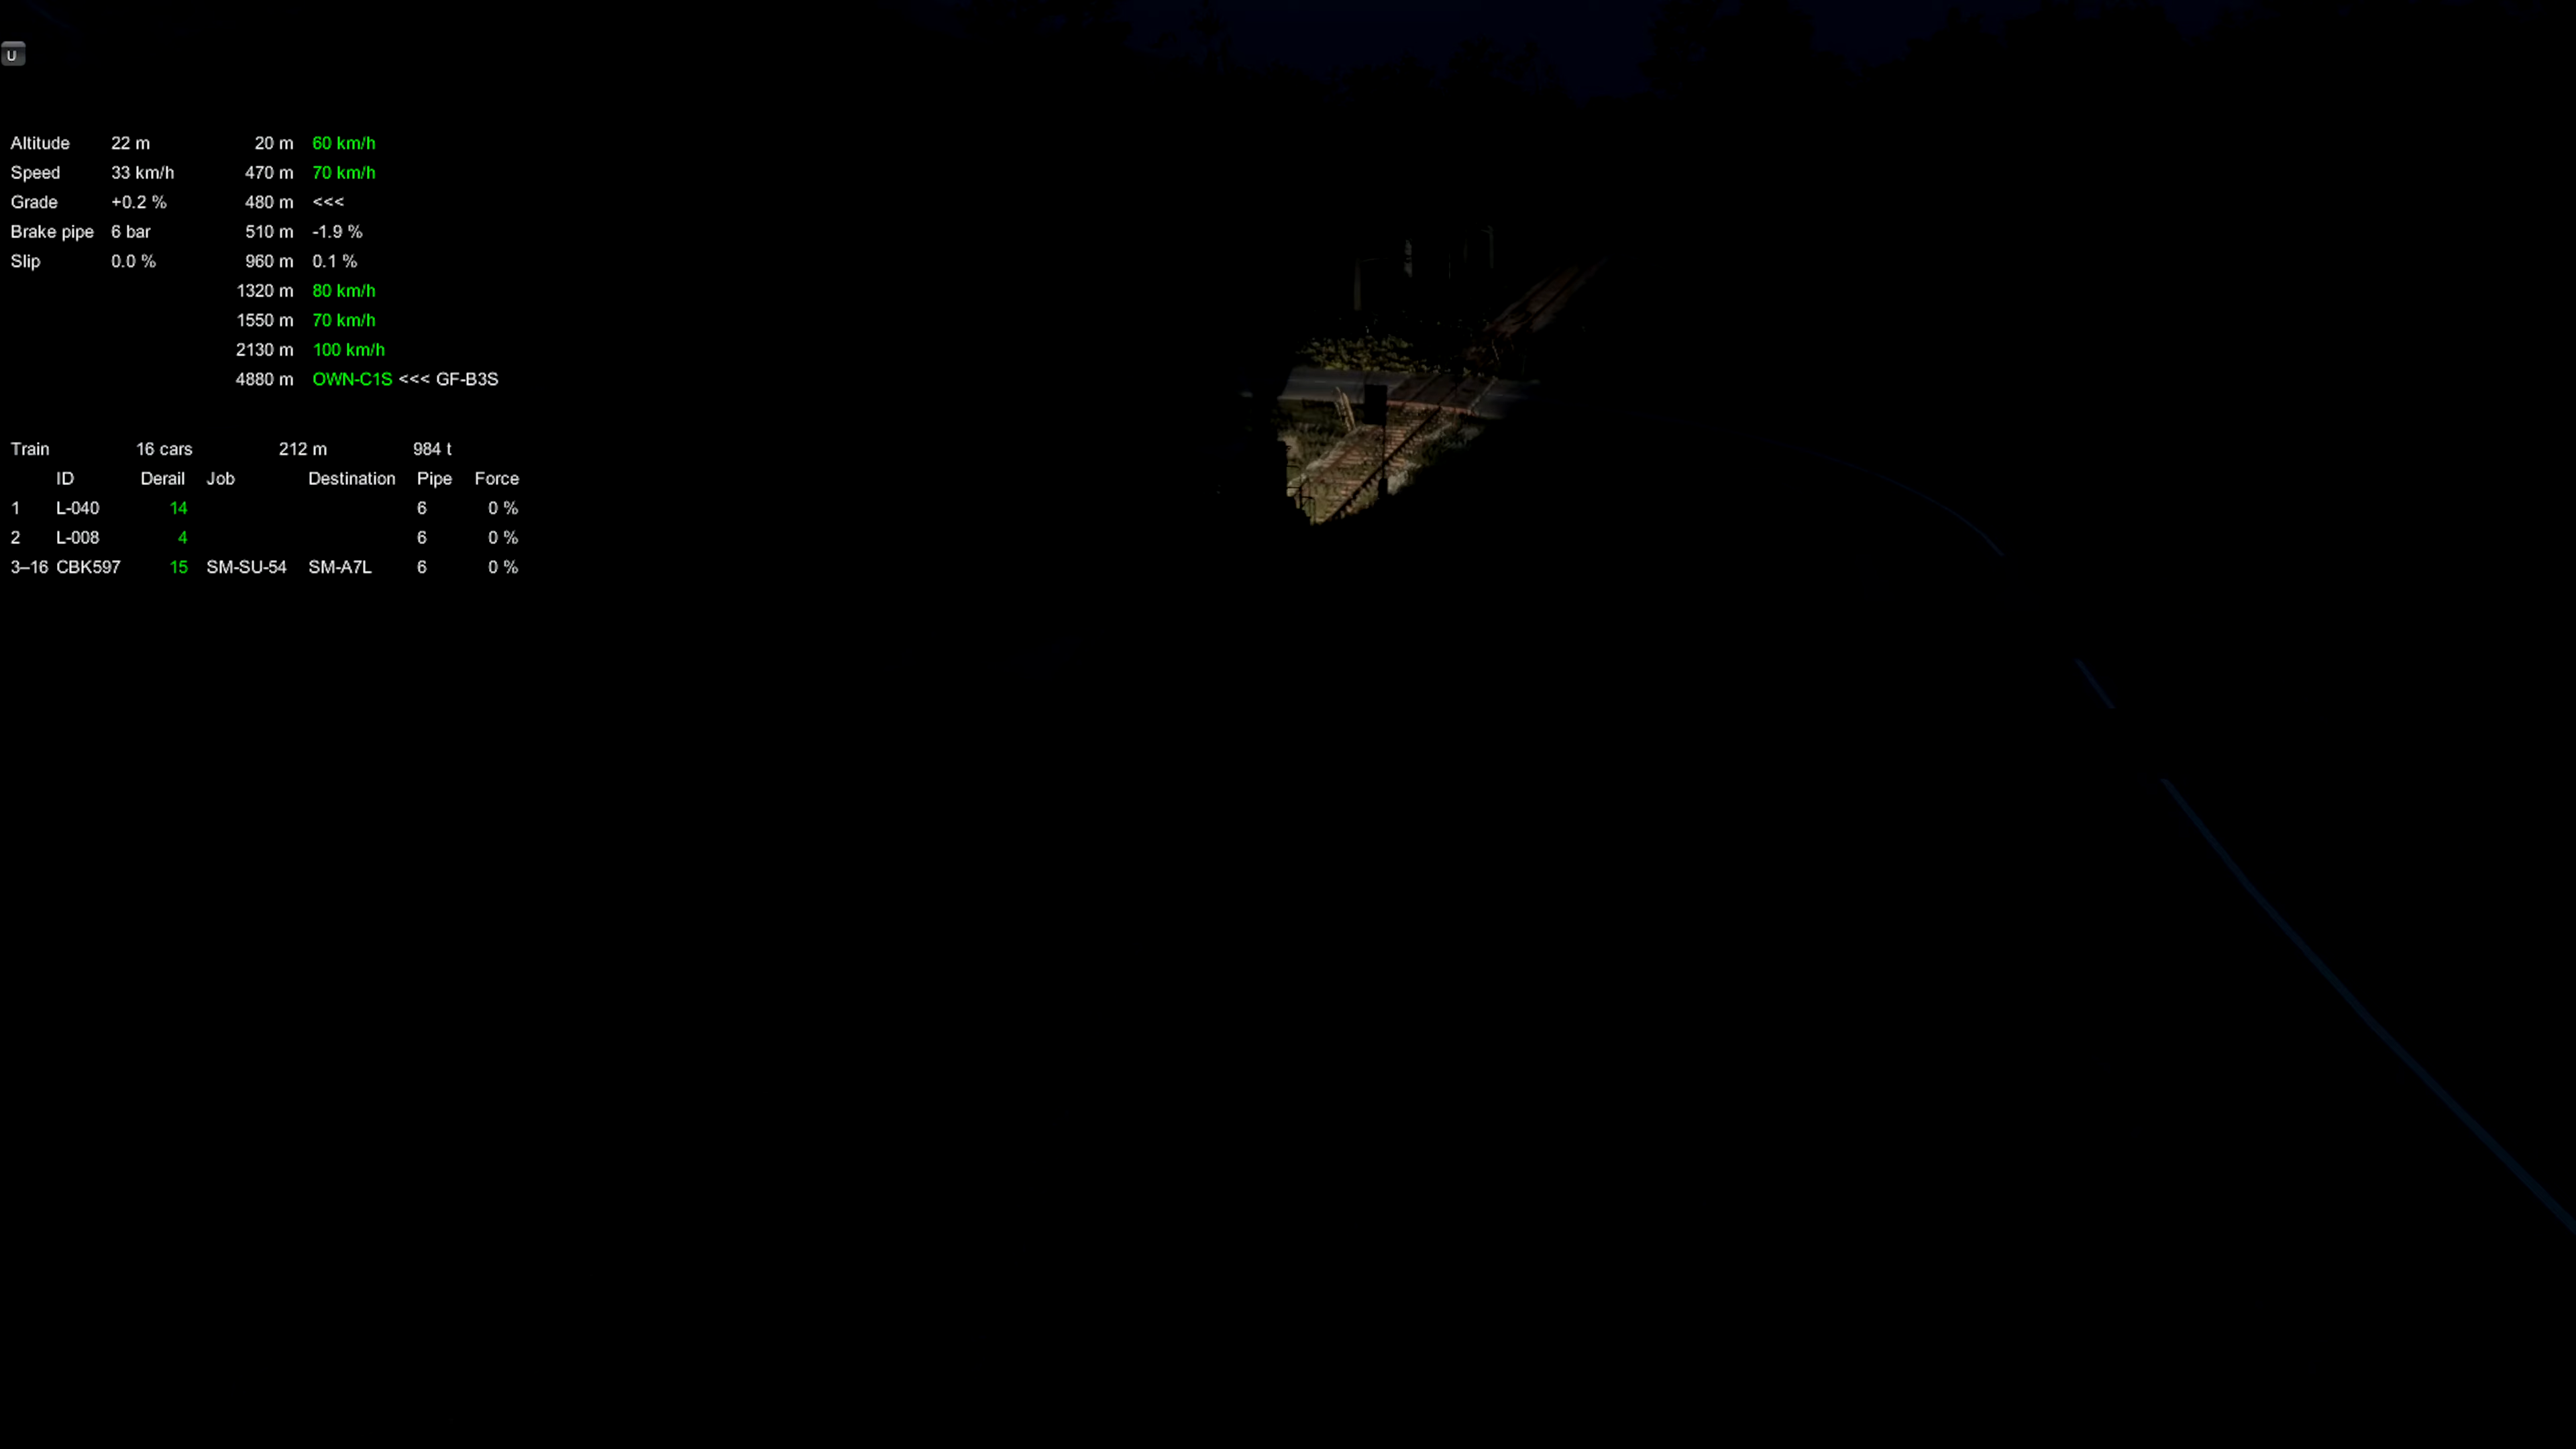 U
Altitude 22 m 20 m 60 km/h
Speed 33 km/h 470 m 70 km/h
Grade +0.2 % 480 m <<<
Brake pipe 6 bar 510 m -1.9 %
Slip 0.0 % 960 m 0.1 %
1320 m 80 km/h
1550 m 70 km/h
2130 m 100 km/h
4880 m OWN-C1S <<< GF-B3S
Train 16 cars 212 m 984 t
ID Derail Job Destination Pipe Force
1 L-040 14 6 0 %
2 L-008 4 6 0 %
3–16 CBK597 15 SM-SU-54 SM-A7L 6 0 %